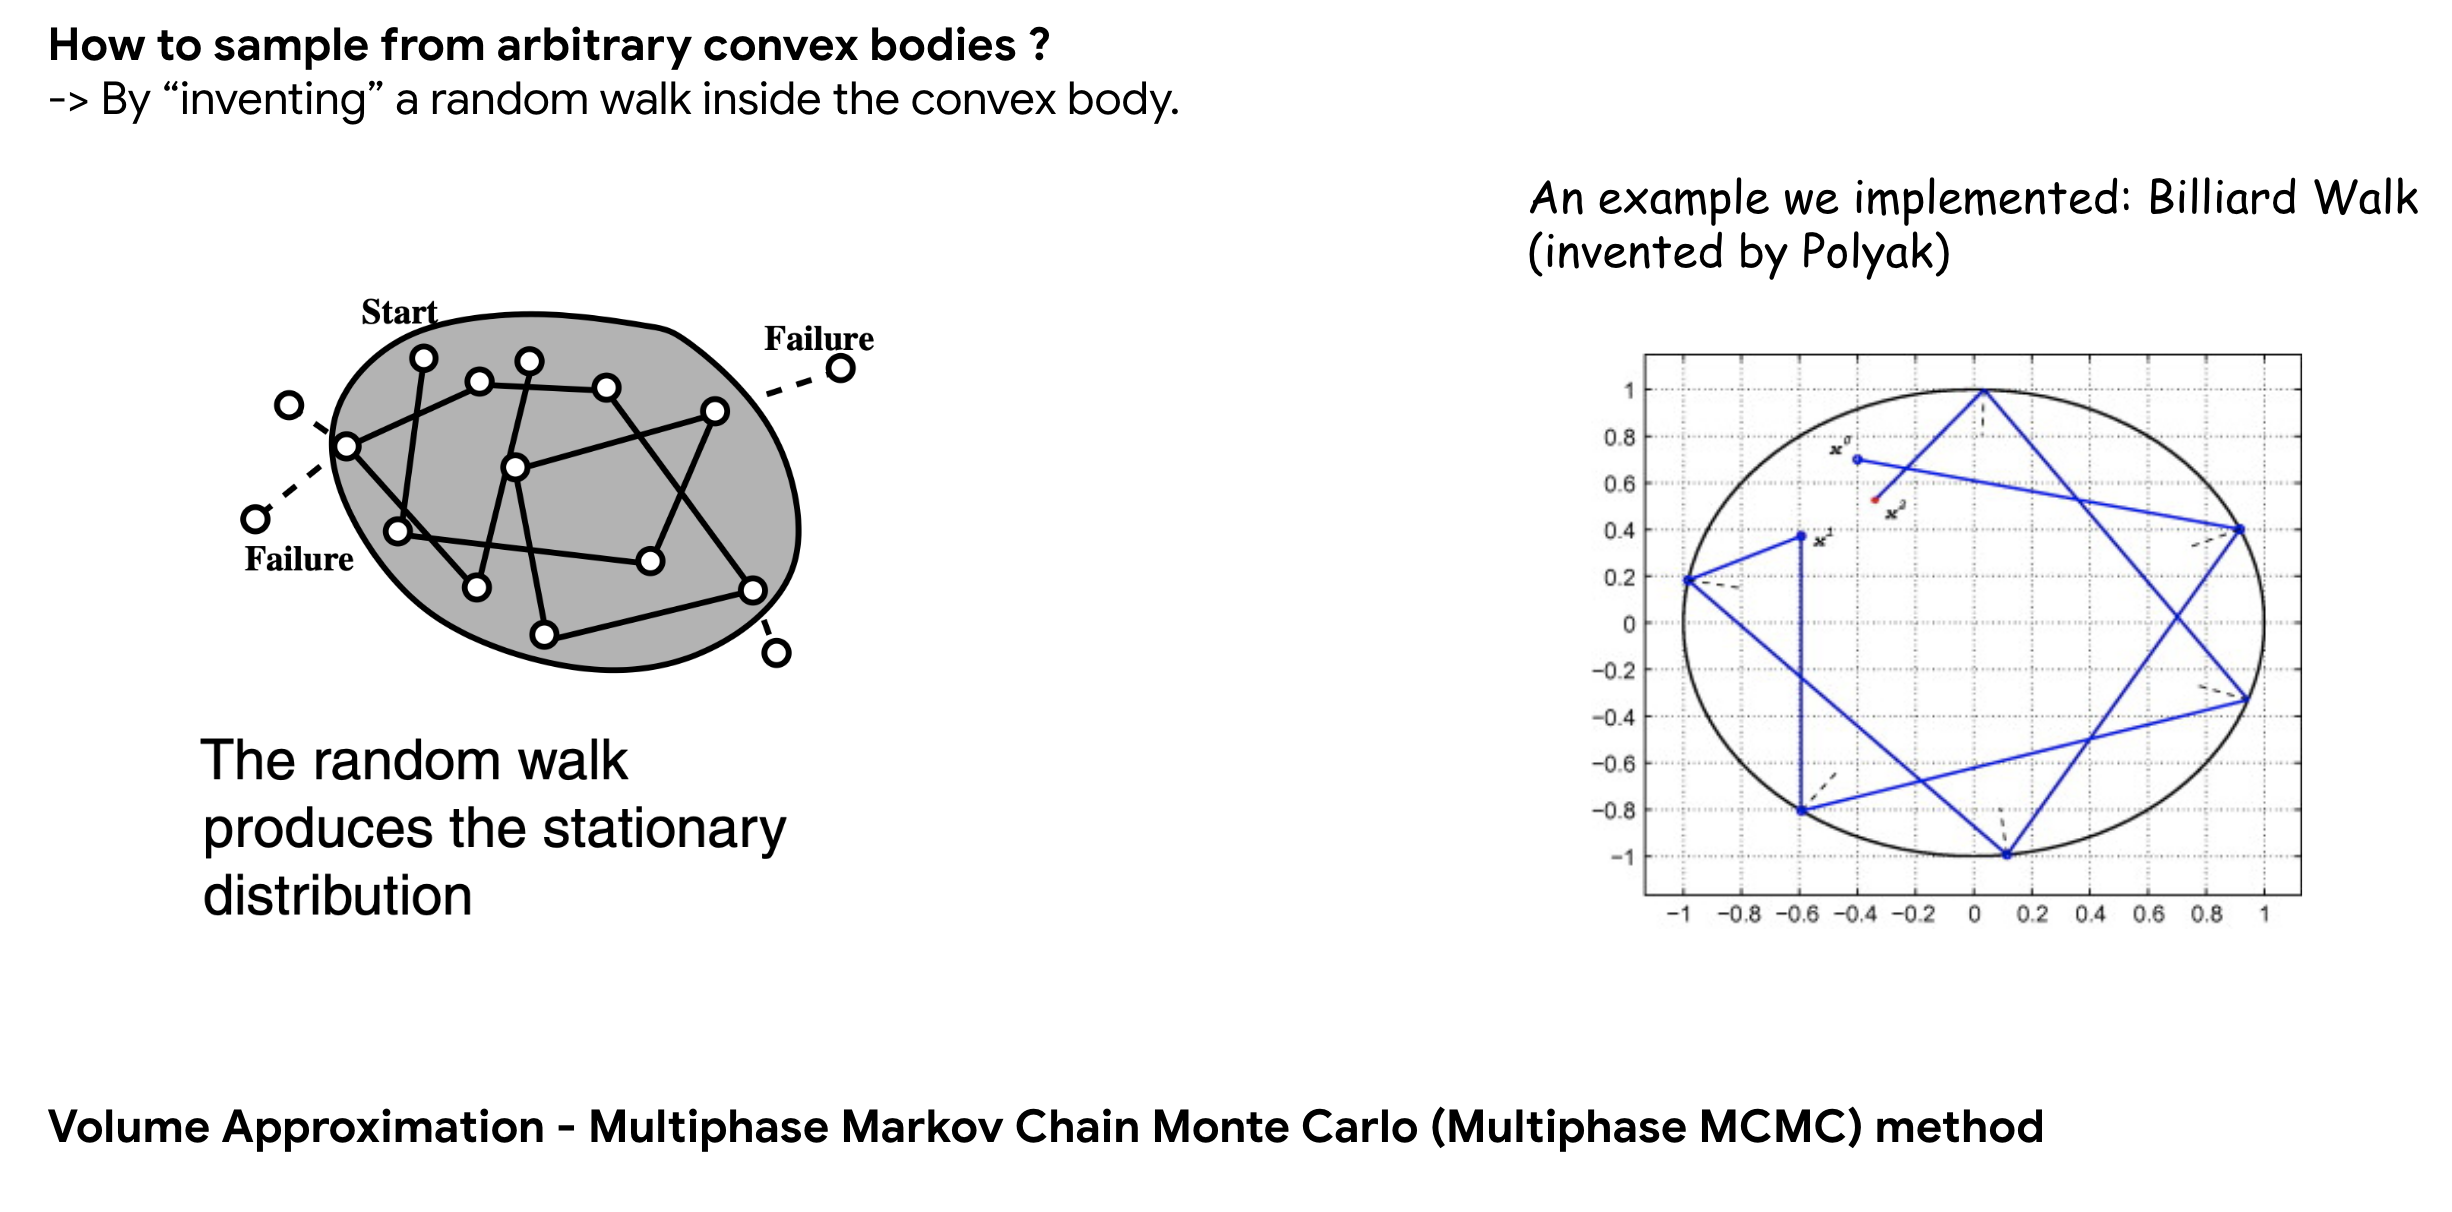 How to sample from arbitrary convex bodies ?
-> By “inventing” a random walk inside the convex body.
An example we implemented: Billiard Walk
(invented by Polyak)
Start
Failure
Failure
The random walk
produces the stationary
distribution
1
0.8
0.6
0.4
0.2
0
−0.2
−0.4
−0.6
−0.8
−1
x⁰
x²
x¹
−1 −0.8 −0.6 −0.4 −0.2 0 0.2 0.4 0.6 0.8 1
Volume Approximation - Multiphase Markov Chain Monte Carlo (Multiphase MCMC) method